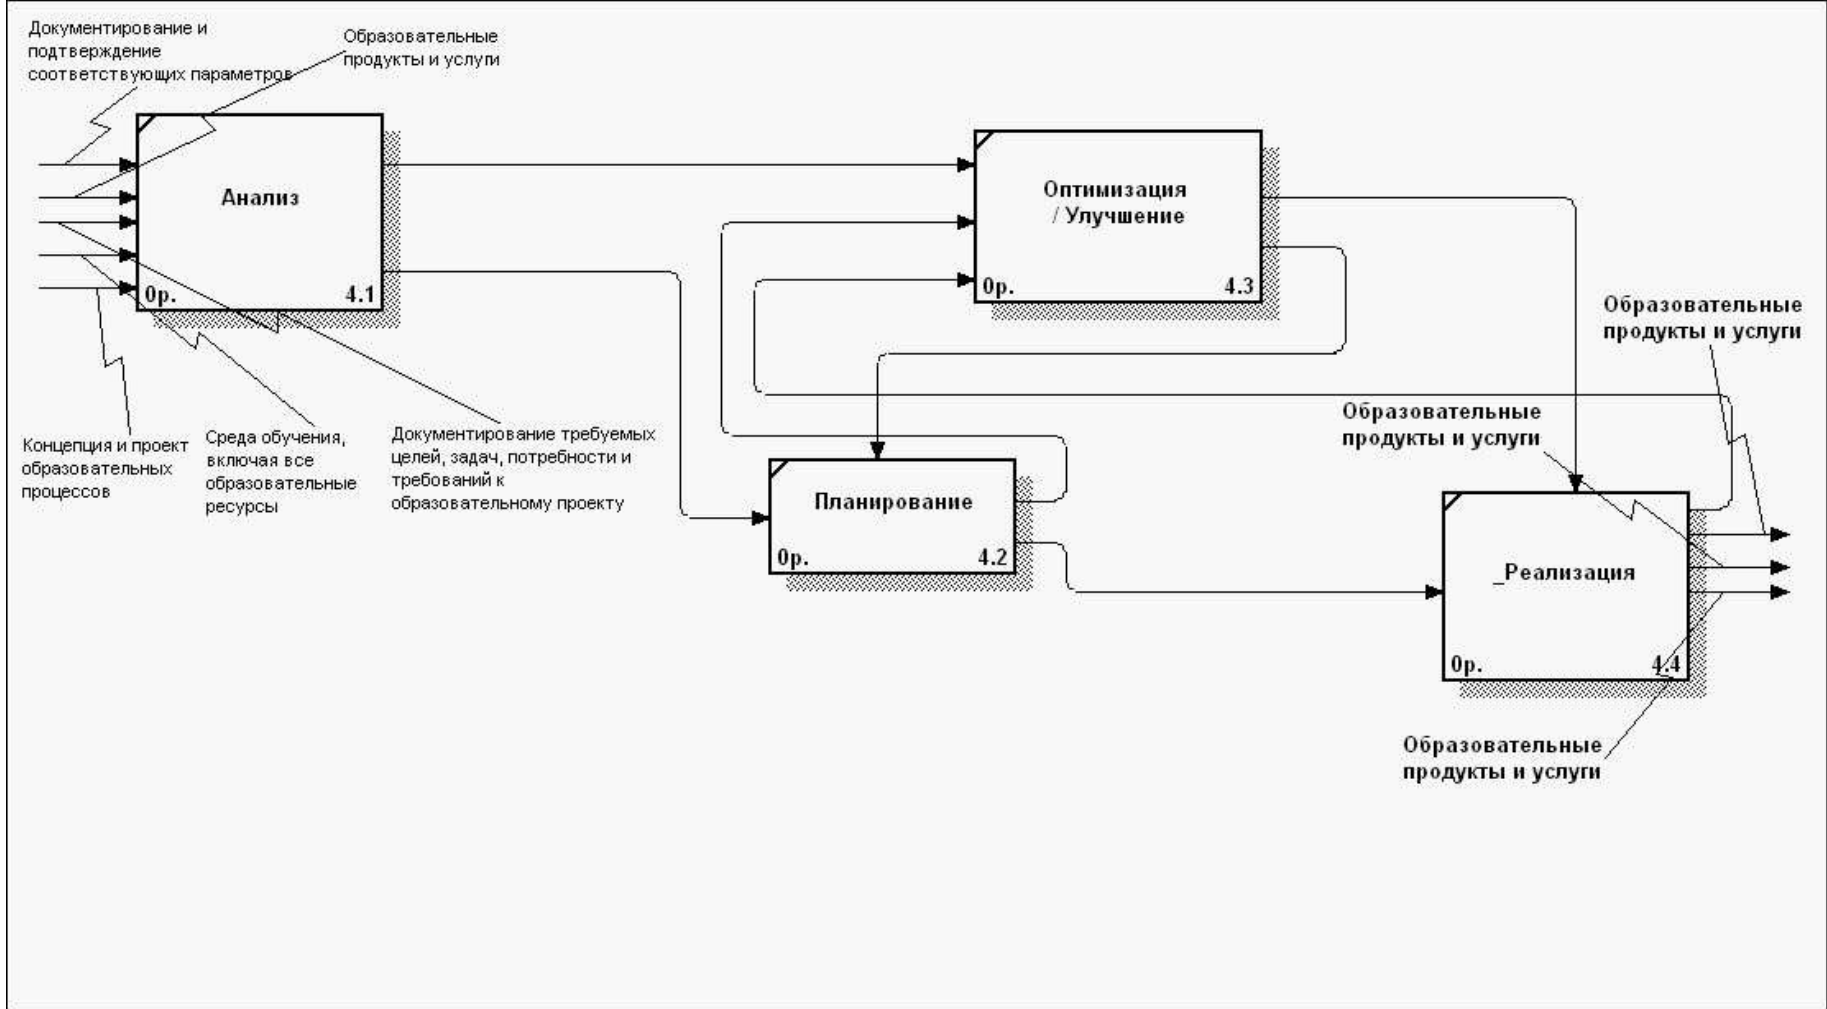 Документирование и
подтверждение
соответствующих параметров
Образовательные
продукты и услуги
Анализ
0р.
4.1
Оптимизация
/ Улучшение
0р.
4.3
Образовательные
продукты и услуги
Образовательные
продукты и услуги
Концепция и проект
образовательных
процессов
Среда обучения,
включая все
образовательные
ресурсы
Документирование требуемых
целей, задач, потребности и
требований к
образовательному проекту
Планирование
0р.
4.2
_Реализация
0р.
4.4
Образовательные
продукты и услуги